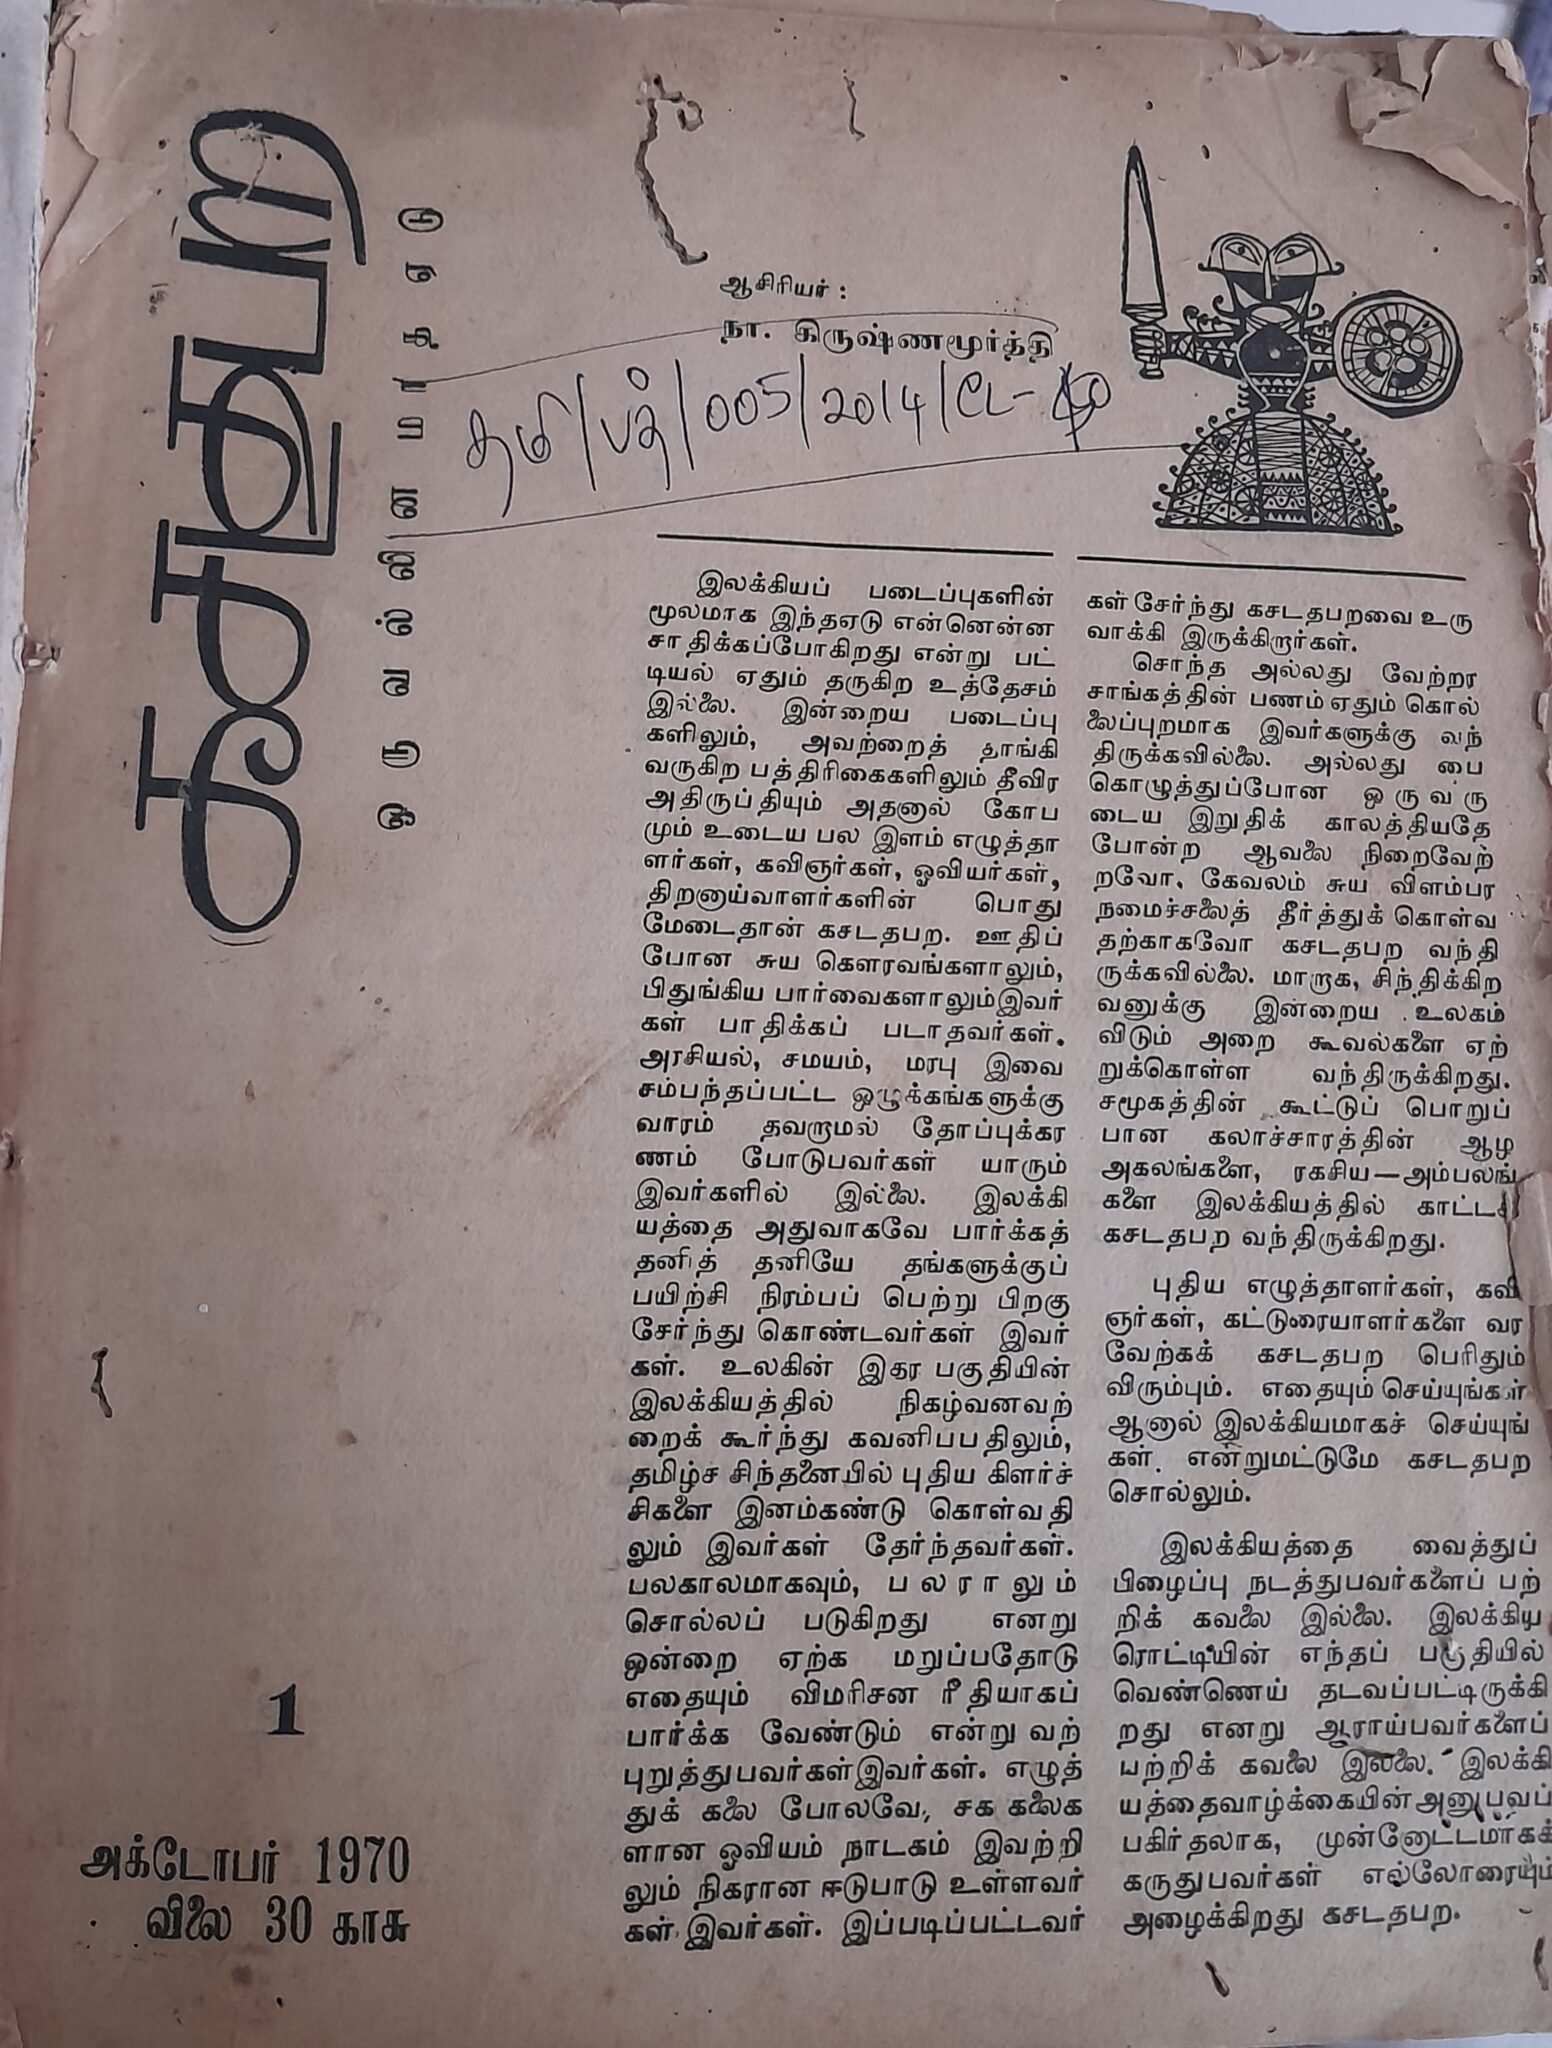 கசடதபற
ஒரு வல்லின மாத ஏடு
ஆசிரியர் :
நா. கிருஷ்ணமூர்த்தி
தமி/பத்/005/2014/
இலக்கியப் படைப்புகளின்
மூலமாக இந்தஏடு என்னென்ன
சாதிக்கப்போகிறது என்று பட்
டியல் ஏதும் தருகிற உத்தேசம்
இல்லை. இன்றைய படைப்பு
களிலும், அவற்றைத் தாங்கி
வருகிற பத்திரிகைகளிலும் தீவிர
அதிருப்தியும் அதனால் கோப
மும் உடைய பல இளம் எழுத்தா
ளர்கள், கவிஞர்கள், ஓவியர்கள்,
திறனாய்வாளர்களின் பொது
மேடைதான் கசடதபற. ஊதிப்
போன சுய கௌரவங்களாலும்,
பிதுங்கிய பார்வைகளாலும்இவர்
கள் பாதிக்கப் படாதவர்கள்.
அரசியல், சமயம், மரபு இவை
சம்பந்தப்பட்ட ஒழுக்கங்களுக்கு
வாரம் தவறாமல் தோப்புக்கர
ணம் போடுபவர்கள் யாரும்
இவர்களில் இல்லை. இலக்கி
யத்தை அதுவாகவே பார்க்கத்
தனித் தனியே தங்களுக்குப்
பயிற்சி நிரம்பப் பெற்று பிறகு
சேர்ந்து கொண்டவர்கள் இவர்
கள். உலகின் இதர பகுதியின்
இலக்கியத்தில் நிகழ்வனவற்
றைக் கூர்ந்து கவனிப்பதிலும்,
தமிழ்ச சிந்தனையில் புதிய கிளர்ச்
சிகளை இனம்கண்டு கொள்வதி
லும் இவர்கள் தேர்ந்தவர்கள்.
பலகாலமாகவும், பலராலும்
சொல்லப் படுகிறது எனறு
ஒன்றை ஏற்க மறுப்பதோடு
எதையும் விமரிசன ரீதியாகப்
பார்க்க வேண்டும் என்று வற்
புறுத்துபவர்கள்இவர்கள். எழுத்
துக் கலை போலவே, சக கலைக
ளான ஓவியம் நாடகம் இவற்றி
லும் நிகரான ஈடுபாடு உள்ளவர்
கள் இவர்கள். இப்படிப்பட்டவர்
கள்சேர்ந்து கசடதபறவை உரு
வாக்கி இருக்கிறார்கள்.
சொந்த அல்லது வேற்றர
சாங்கத்தின் பணம்ஏதும் கொல்
லைப்புறமாக இவர்களுக்கு வந்
திருக்கவில்லை. அல்லது பை
கொழுத்துப்போன ஒருவரு
டைய இறுதிக் காலத்தியதே
போன்ற ஆவலை நிறைவேற்
றவோ, கேவலம் சுய விளம்பர
நமைச்சலைத் தீர்த்துக் கொள்வ
தற்காகவோ கசடதபற வந்தி
ருக்கவில்லை. மாறாக, சிந்திக்கிற
வனுக்கு இன்றைய உலகம்
விடும் அறை கூவல்களை ஏற்
றுக்கொள்ள வந்திருக்கிறது.
சமூகத்தின் கூட்டுப் பொறுப்
பான கலாச்சாரத்தின் ஆழ
அகலங்களை, ரகசிய—அம்பலங்
களை இலக்கியத்தில் காட்டக்
கசடதபற வந்திருக்கிறது.
புதிய எழுத்தாளர்கள், கவி
ஞர்கள், கட்டுரையாளர்களை வர
வேற்கக் கசடதபற பெரிதும்
விரும்பும். எதையும் செய்யுங்கள்
ஆனால் இலக்கியமாகச் செய்யுங்
கள். என்றுமட்டுமே கசடதபற
சொல்லும்.
இலக்கியத்தை வைத்துப்
பிழைப்பு நடத்துபவர்களைப் பற்
றிக் கவலை இல்லை. இலக்கிய
ரொட்டியின் எந்தப் பகுதியில்
வெண்ணெய் தடவப்பட்டிருக்கி
றது எனறு ஆராய்பவர்களைப்
பற்றிக் கவலை இல்லை. இலக்கி
யத்தைவாழ்க்கையின் அனுபவப்
பகிர்தலாக, முன்னோட்டமாகக்
கருதுபவர்கள் எல்லோரையும்
அழைக்கிறது கசடதபற.
1
அக்டோபர் 1970
விலை 30 காசு